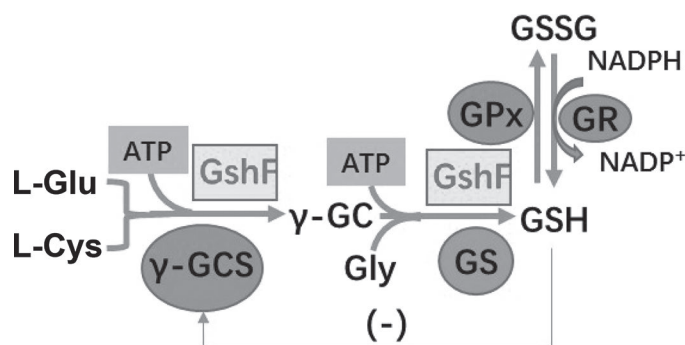 GSSG
NADPH
GPx
GR
NADP⁺
ATP
GshF
ATP
GshF
L-Glu
L-Cys
γ-GC
GSH
γ-GCS
Gly
GS
(-)